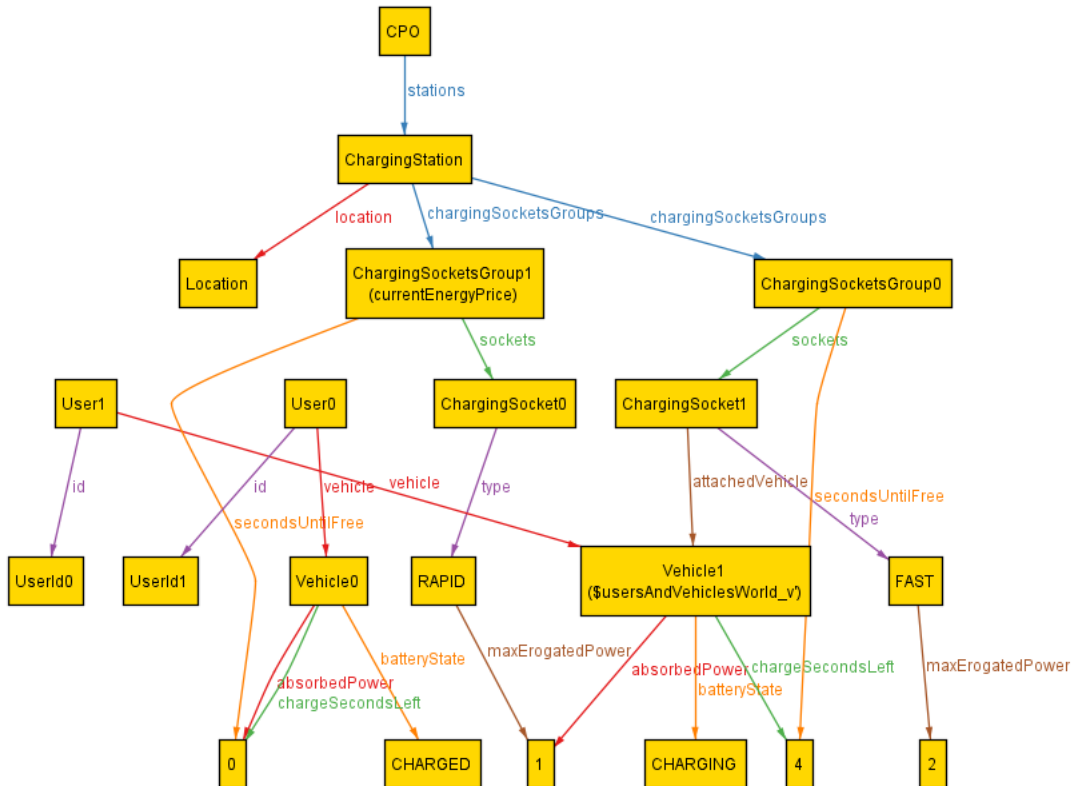 CPO
stations
ChargingStation
location
chargingSocketsGroups
chargingSocketsGroups
Location
ChargingSocketsGroup1
(currentEnergyPrice)
ChargingSocketsGroup0
sockets
sockets
User1
User0
ChargingSocket0
ChargingSocket1
id
id
vehicle
vehicle
type
attachedVehicle
secondsUntilFree
type
secondsUntilFree
UserId0
UserId1
Vehicle0
RAPID
Vehicle1
($usersAndVehiclesWorld_v')
FAST
absorbedPower
chargeSecondsLeft
batteryState
maxErogatedPower
absorbedPower
batteryState
chargeSecondsLeft
maxErogatedPower
0
CHARGED
1
CHARGING
4
2